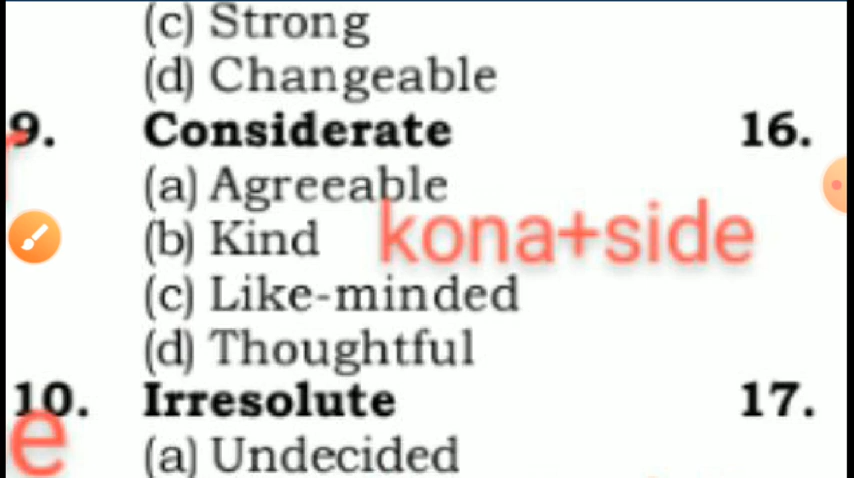 (c) Strong
(d) Changeable
9. Considerate 16.
(a) Agreeable
(b) Kind kona+side
(c) Like-minded
(d) Thoughtful
10. Irresolute 17.
e (a) Undecided